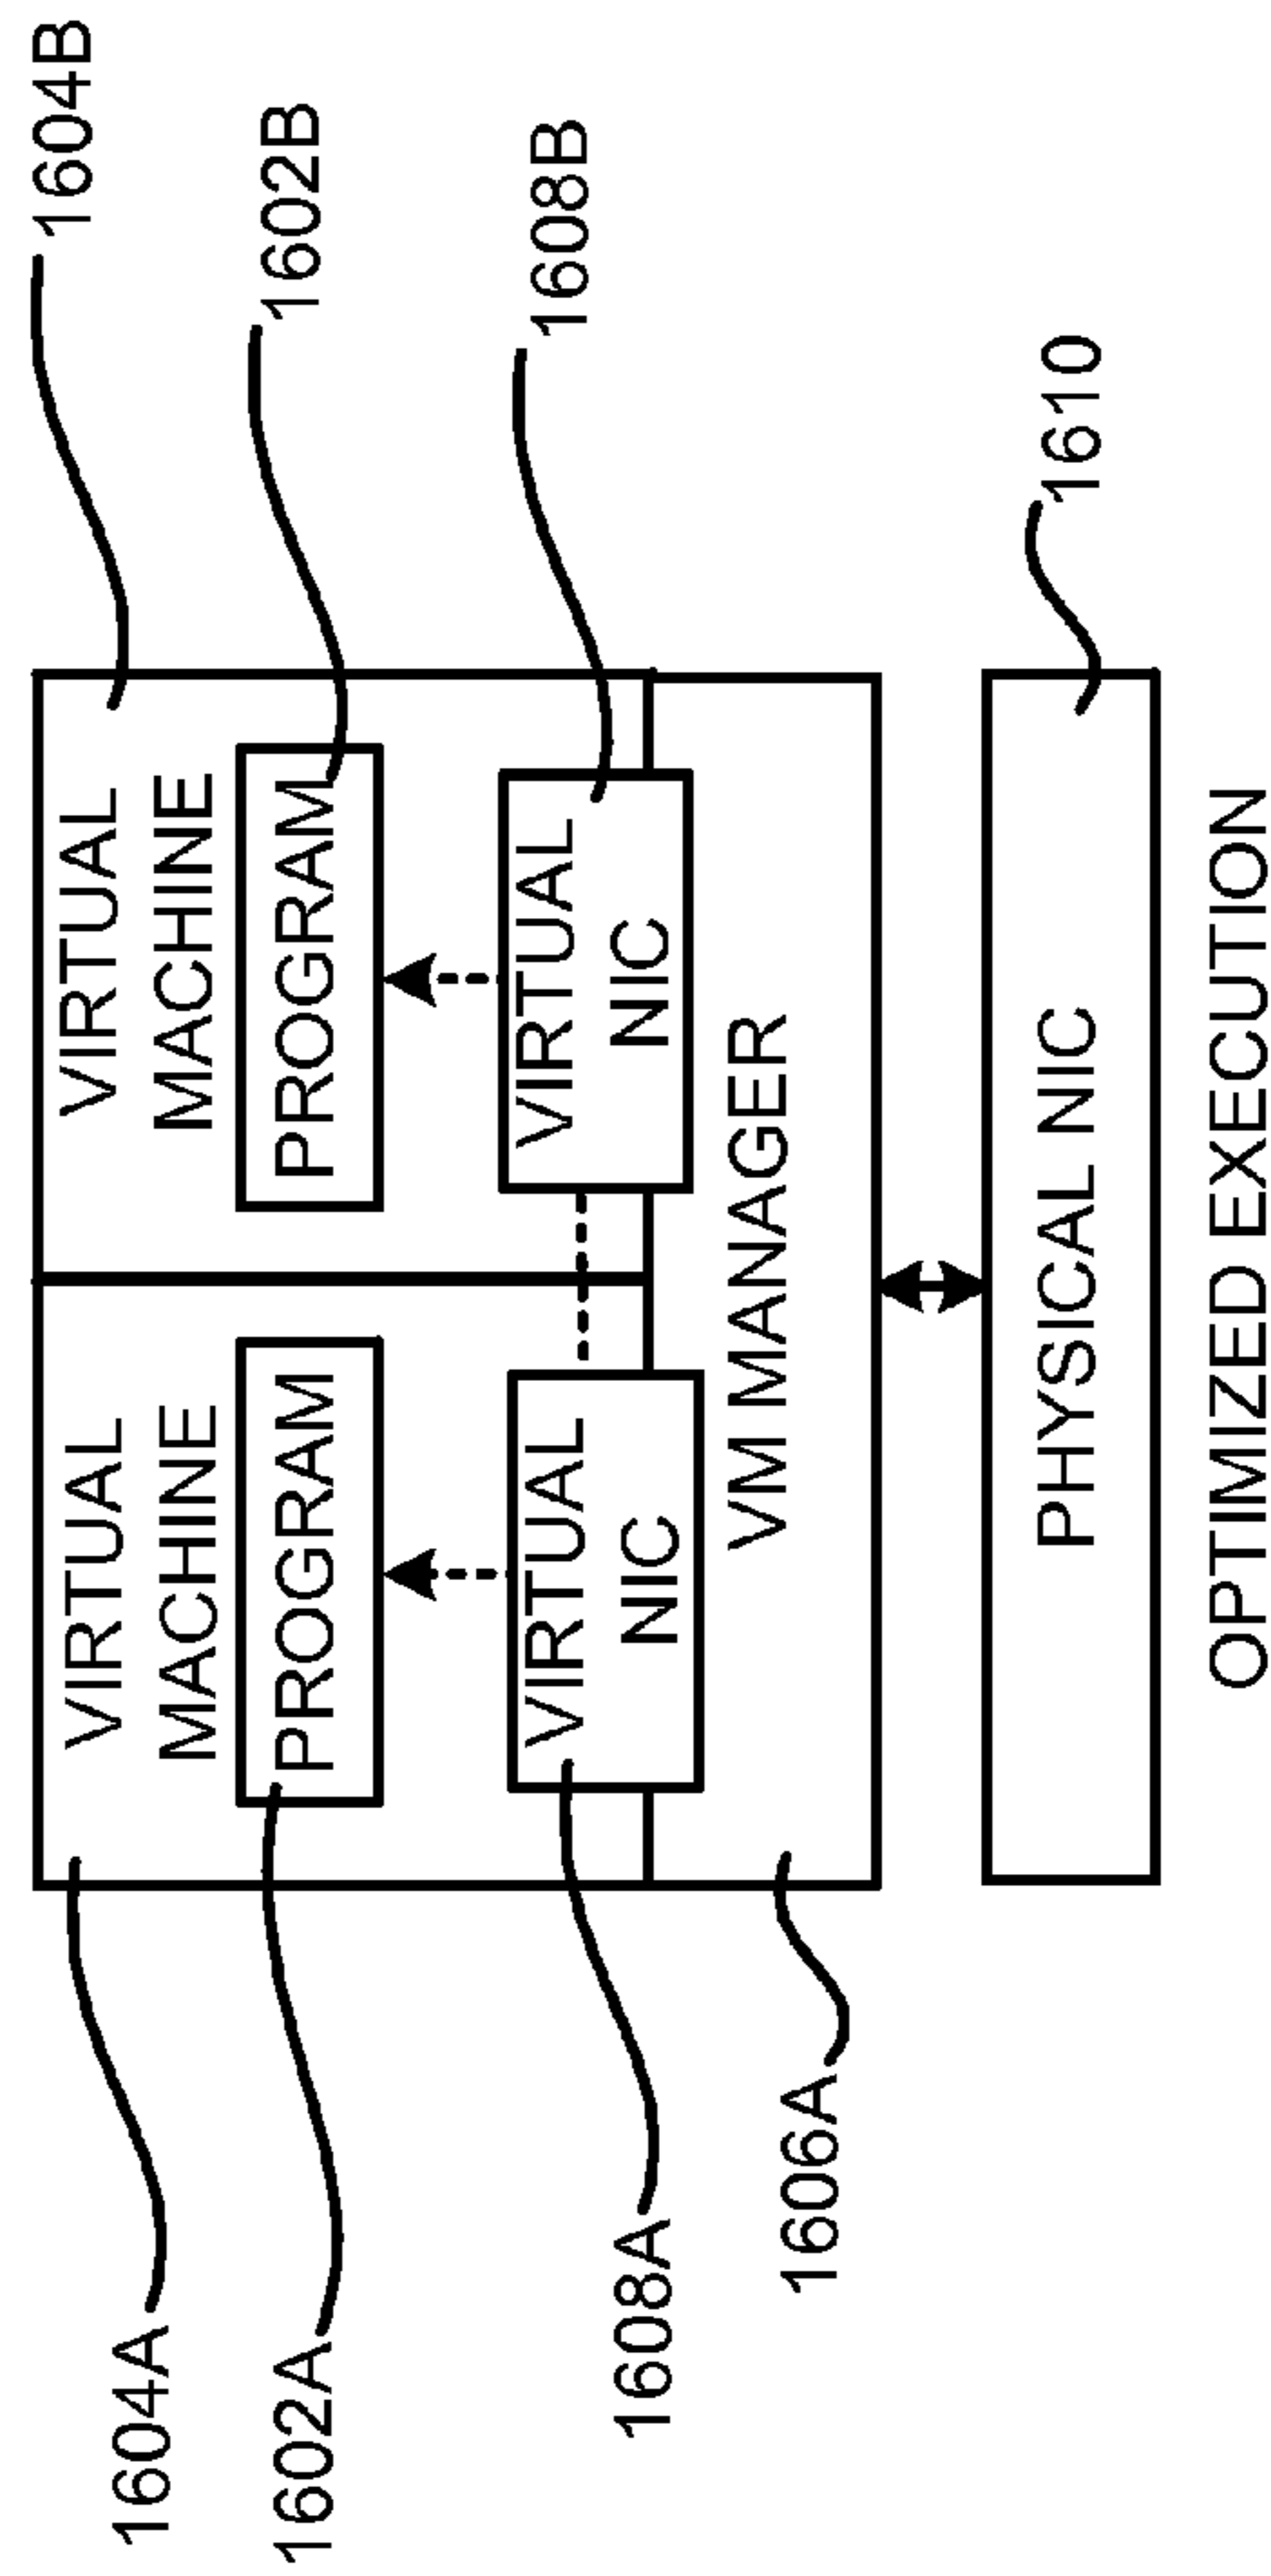 1604A
VIRTUAL
MACHINE
VIRTUAL
MACHINE
1604B
1602A
PROGRAM
PROGRAM
1602B
1608A
VIRTUAL
NIC
VIRTUAL
NIC
1608B
1606A
VM MANAGER
PHYSICAL NIC
1610
OPTIMIZED EXECUTION